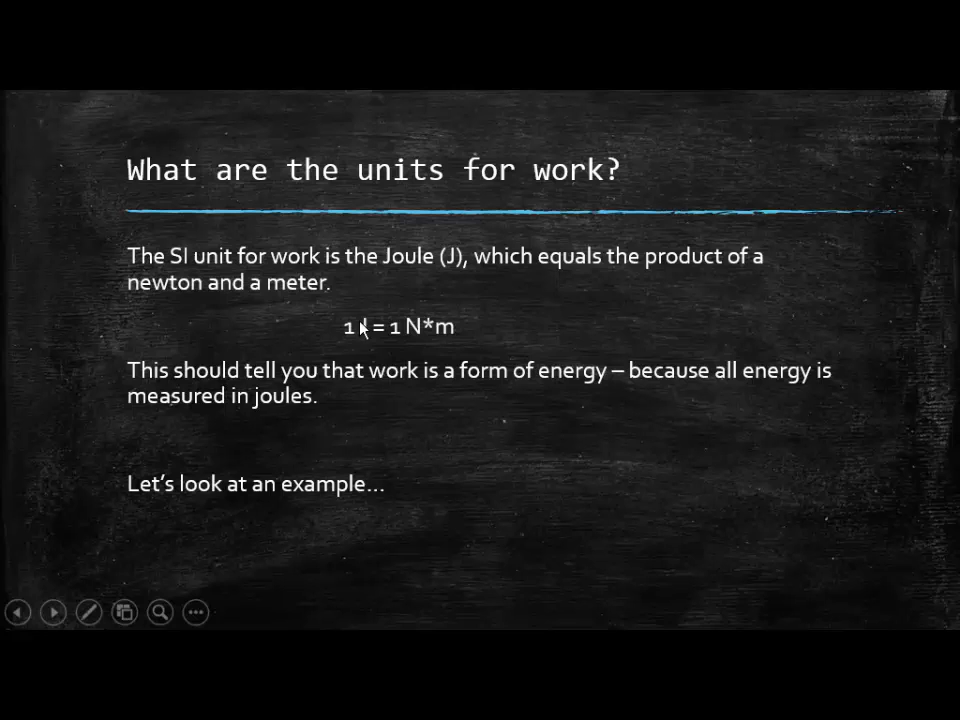 What are the units for work?
The SI unit for work is the Joule (J), which equals the product of a
newton and a meter.
1 J = 1 N*m
This should tell you that work is a form of energy – because all energy is
measured in joules.
Let's look at an example...